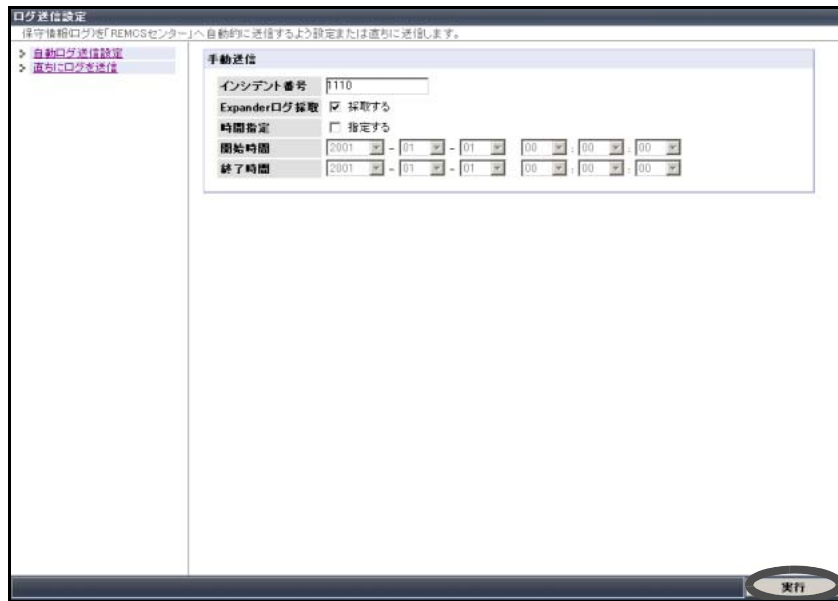 ログ送信設定
保守情報(ログ)を「REMCSセンター」へ自動的に送信するよう設定または直ちに送信します。
> 自動ログ送信設定
> 直ちにログを送信
手動送信
インシデント番号 1110
Expanderログ採取 採取する
時間指定 指定する
開始時間 2001 - 01 - 01 00 : 00 : 00
終了時間 2001 - 01 - 01 00 : 00 : 00
実行